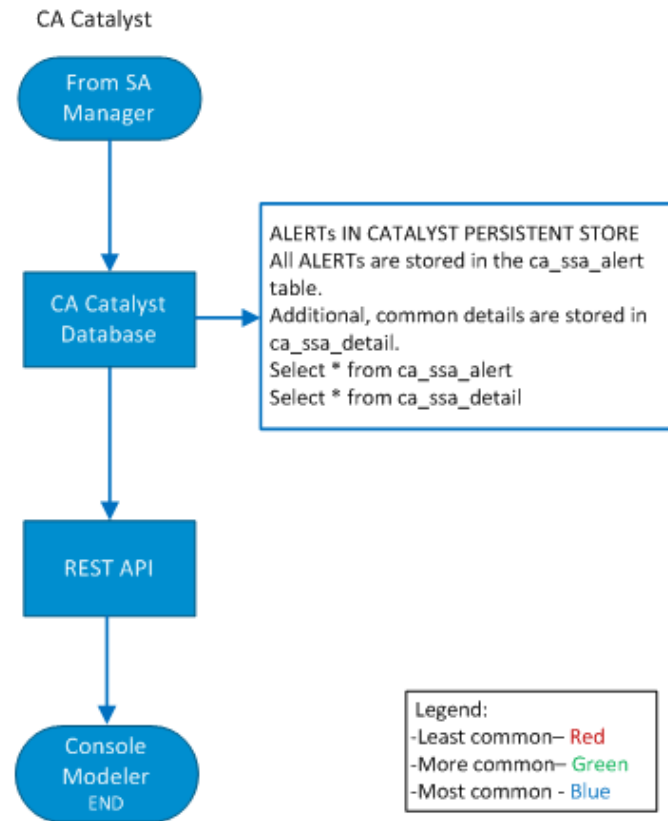 CA Catalyst
From SA
Manager
CA Catalyst
Database
ALERTs IN CATALYST PERSISTENT STORE
All ALERTs are stored in the ca_ssa_alert
table.
Additional, common details are stored in
ca_ssa_detail.
Select * from ca_ssa_alert
Select * from ca_ssa_detail
REST API
Console
Modeler
END
Legend:
-Least common– Red
-More common– Green
-Most common - Blue